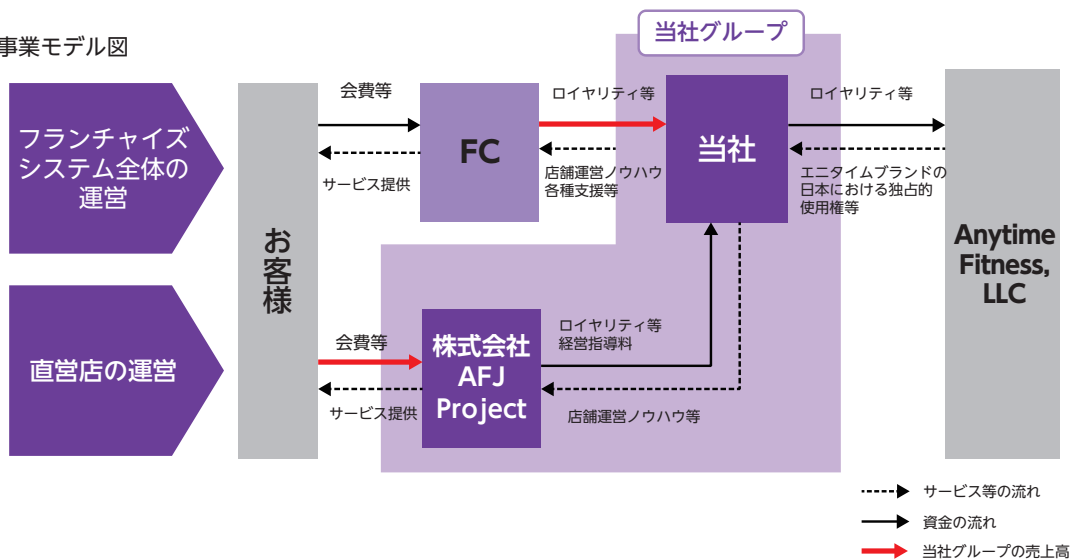 事業モデル図
当社グループ
フランチャイズ
システム全体の
運営
直営店の運営
お客様
会費等
サービス提供
FC
ロイヤリティ等
店舗運営ノウハウ
各種支援等
当社
ロイヤリティ等
エニタイムブランドの
日本における独占的
使用権等
Anytime
Fitness,
LLC
会費等
サービス提供
株式会社
AFJ
Project
ロイヤリティ等
経営指導料
店舗運営ノウハウ等
サービス等の流れ
資金の流れ
当社グループの売上高